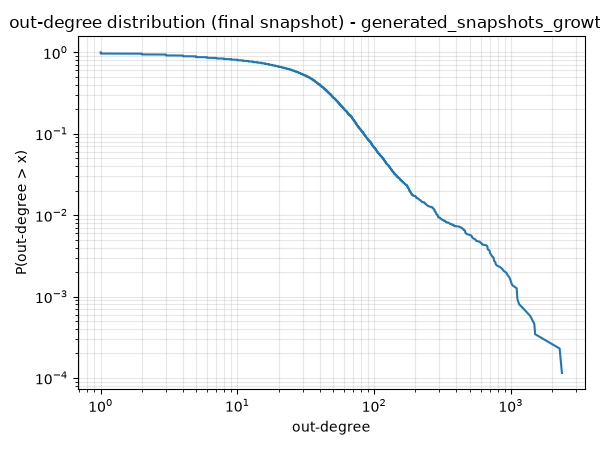 out-degree distribution (final snapshot) - generated_snapshots_growt
10⁰
10⁻¹
10⁻²
10⁻³
10⁻⁴
P(out-degree > x)
10⁰ 10¹ 10² 10³
out-degree